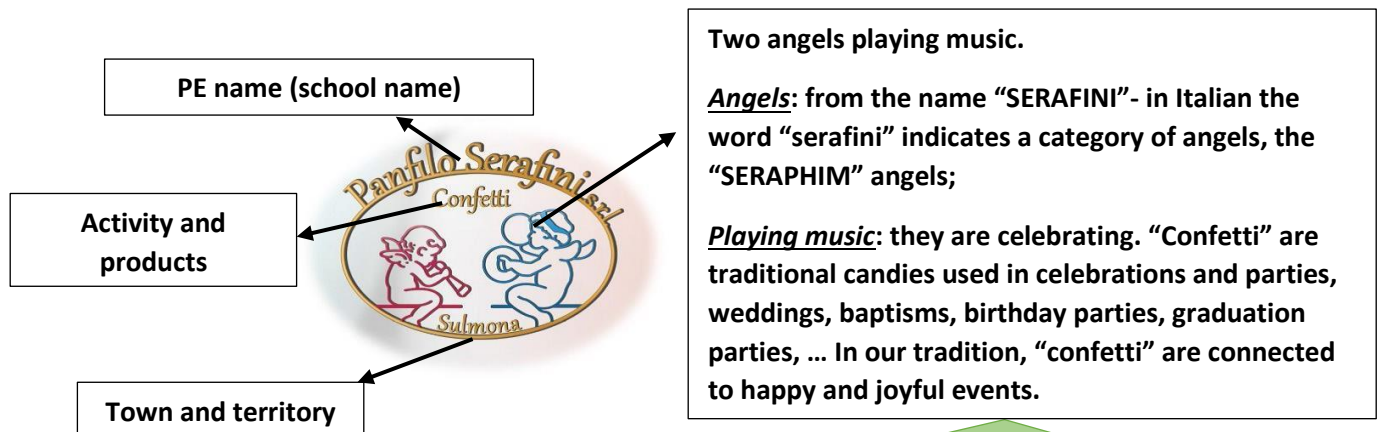 PE name (school name)
Activity and
products
Panfilo Serafini srl
Confetti
Sulmona
Town and territory
Two angels playing music.
Angels: from the name “SERAFINI”- in Italian the
word “serafini” indicates a category of angels, the
“SERAPHIM” angels;
Playing music: they are celebrating. “Confetti” are
traditional candies used in celebrations and parties,
weddings, baptisms, birthday parties, graduation
parties, ... In our tradition, “confetti” are connected
to happy and joyful events.